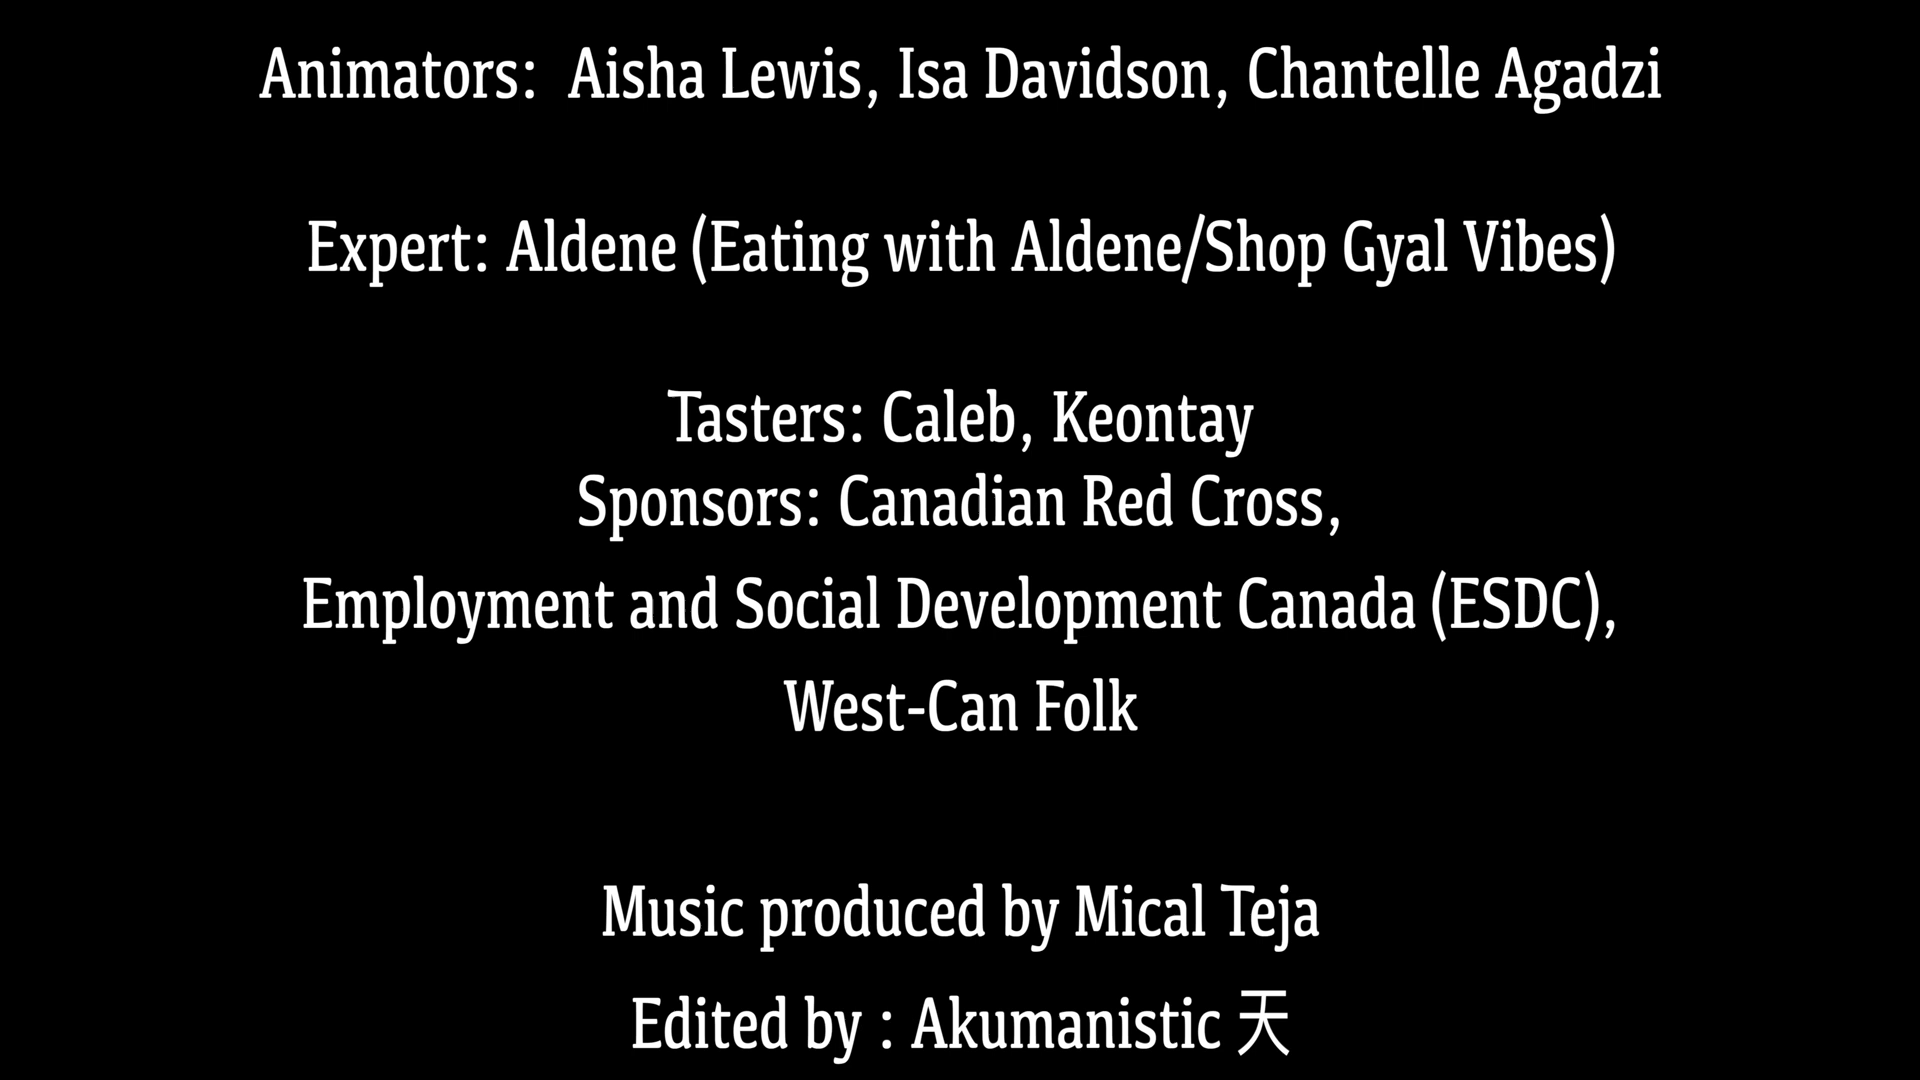 Animators:  Aisha Lewis, Isa Davidson, Chantelle Agadzi
Expert: Aldene (Eating with Aldene/Shop Gyal Vibes)
Tasters: Caleb, Keontay
Sponsors: Canadian Red Cross,
Employment and Social Development Canada (ESDC),
West-Can Folk
Music produced by Mical Teja
Edited by : Akumanistic 天